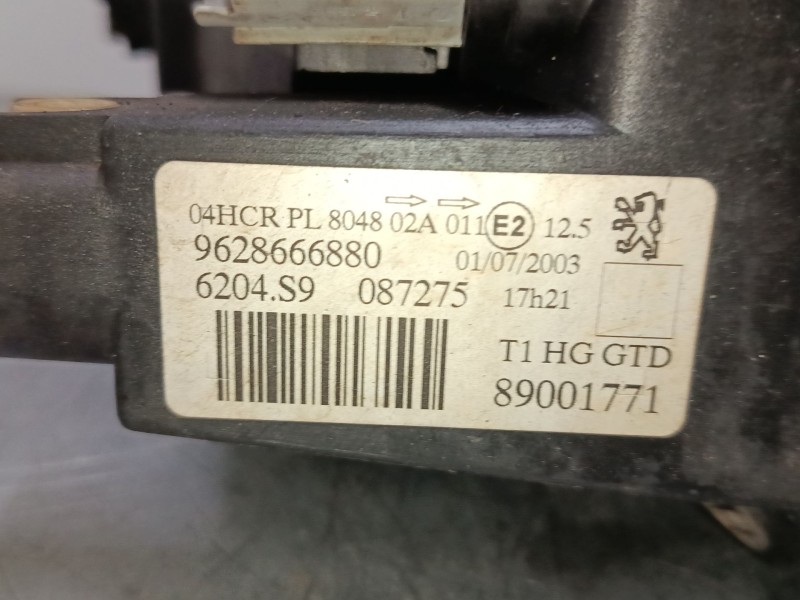 04HCR PL 8048 02A 011 E2 12.5
9628666880 01/07/2003
6204.S9 087275 17h21
T1 HG GTD
89001771